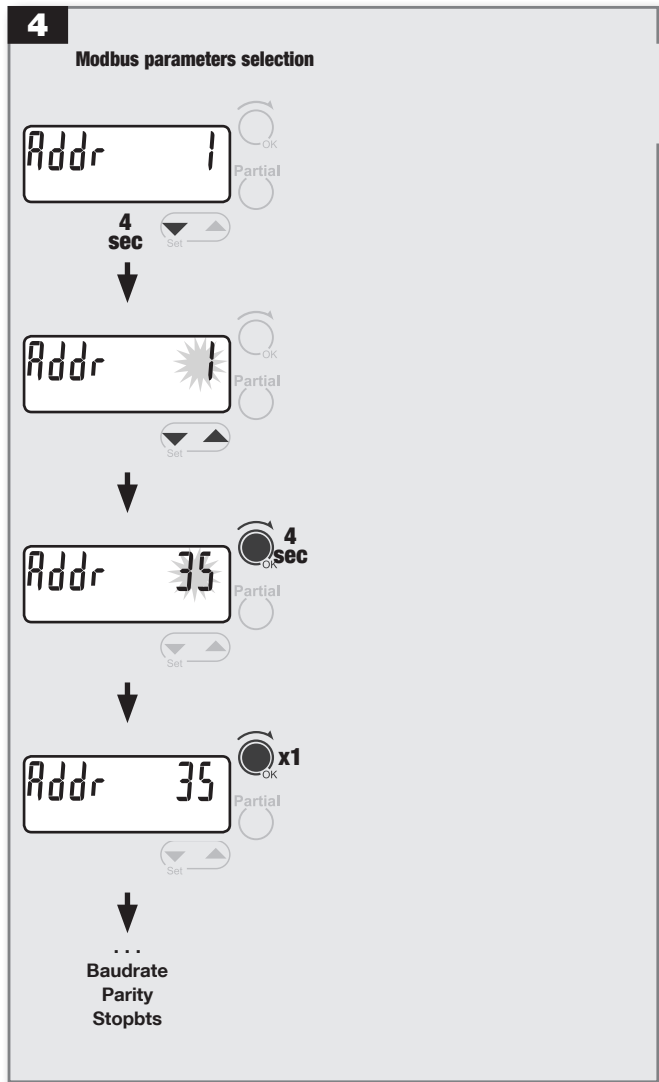 4
Modbus parameters selection
Addr 1
OK
Partial
4
sec
Set
Addr 1
OK
Partial
Set
Addr 35
4
sec
OK
Partial
Set
Addr 35
x1
OK
Partial
Set
...
Baudrate
Parity
Stopbts